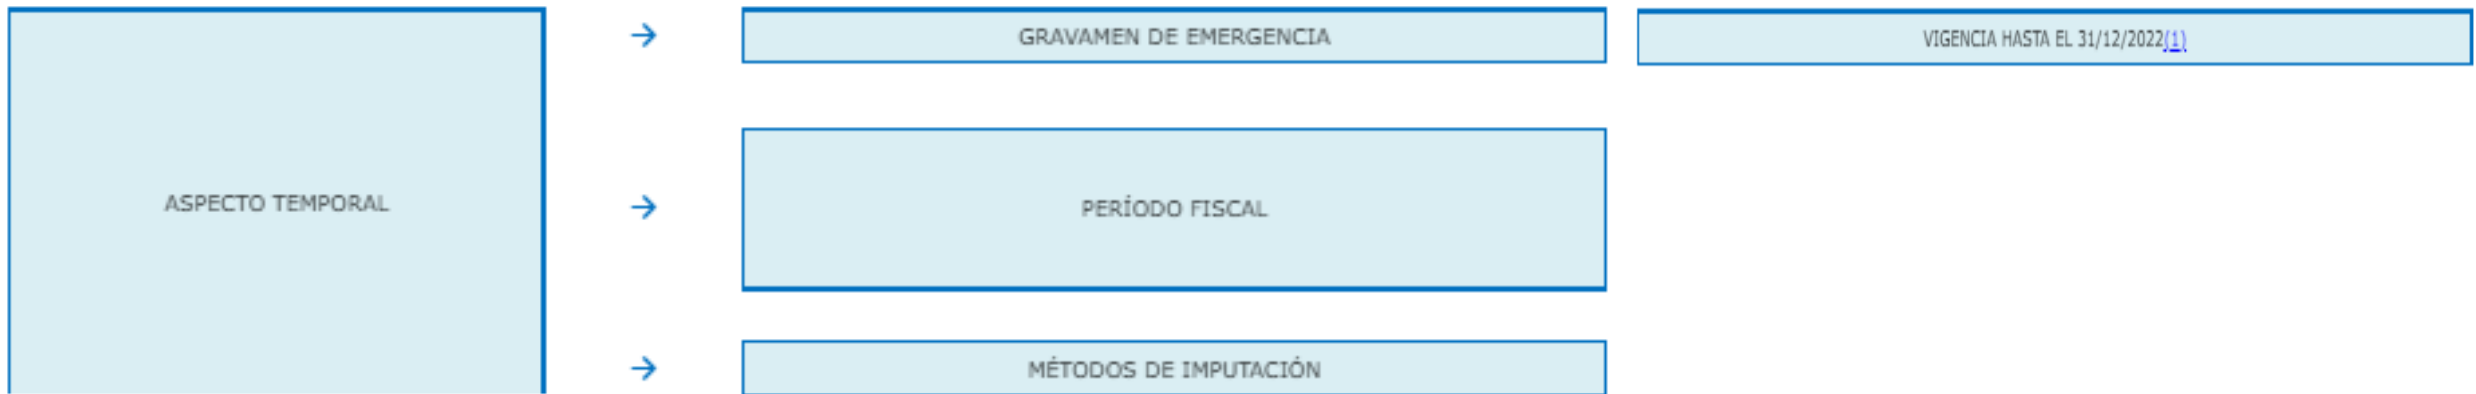 ASPECTO TEMPORAL
GRAVAMEN DE EMERGENCIA
VIGENCIA HASTA EL 31/12/2022(1)
PERÍODO FISCAL
MÉTODOS DE IMPUTACIÓN